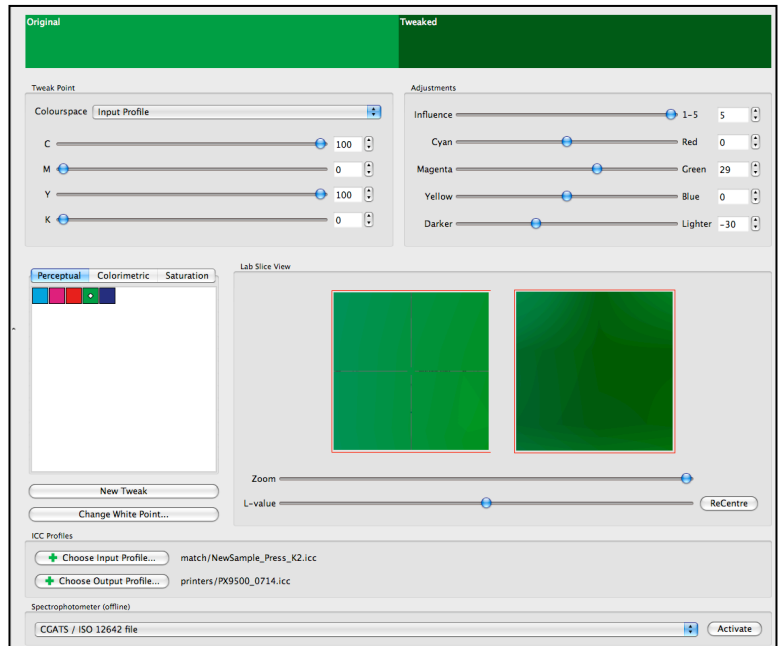 Original Tweaked
Tweak Point
Colourspace Input Profile
C 100
M 0
Y 100
K 0
Adjustments
Influence 1-5 5
Cyan Red 0
Magenta Green 29
Yellow Blue 0
Darker Lighter -30
Perceptual Colorimetric Saturation
New Tweak
Change White Point...
Lab Slice View
Zoom
L-value ReCentre
ICC Profiles
Choose Input Profile... match/NewSample_Press_K2.icc
Choose Output Profile... printers/PX9500_0714.icc
Spectrophotometer (offline)
CGATS / ISO 12642 file Activate